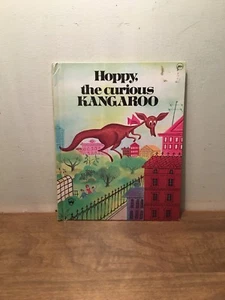 Hoppy,
the curious
KANGAROO